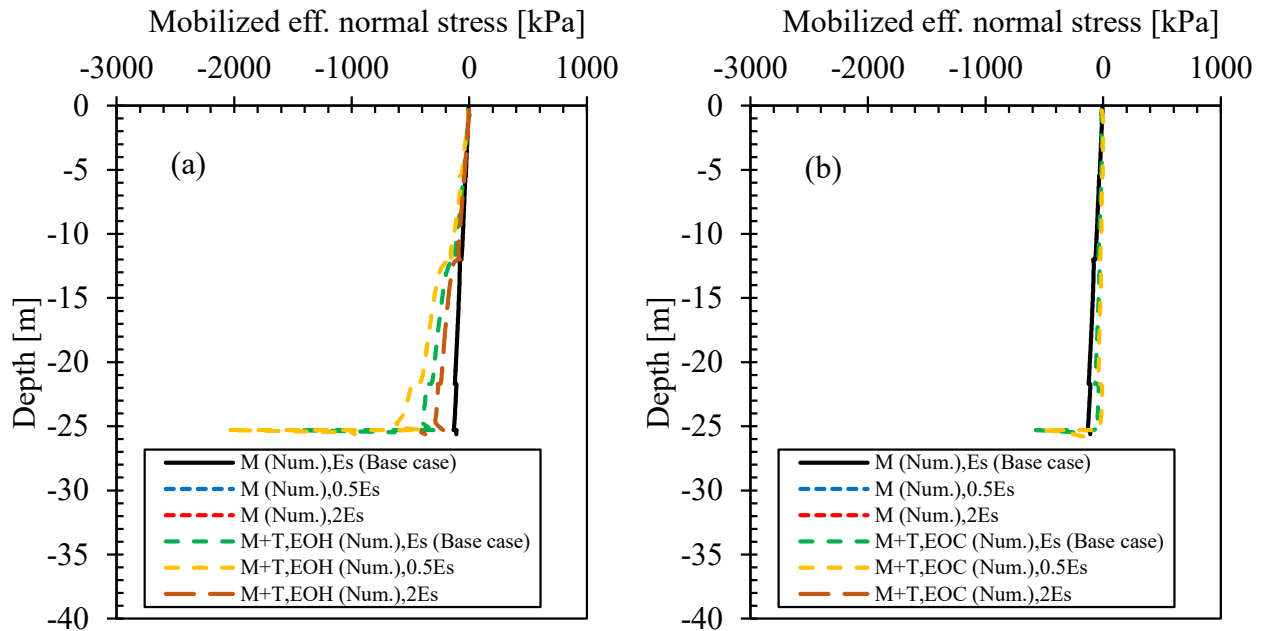 Mobilized eff. normal stress [kPa]
-3000 -2000 -1000 0 1000
0
-5
-10
-15
-20
-25
-30
-35
-40
Depth [m]
(a)
M (Num.),Es (Base case)
M (Num.),0.5Es
M (Num.),2Es
M+T,EOH (Num.),Es (Base case)
M+T,EOH (Num.),0.5Es
M+T,EOH (Num.),2Es
Mobilized eff. normal stress [kPa]
-3000 -2000 -1000 0 1000
0
-5
-10
-15
-20
-25
-30
-35
-40
Depth [m]
(b)
M (Num.),Es (Base case)
M (Num.),0.5Es
M (Num.),2Es
M+T,EOC (Num.),Es (Base case)
M+T,EOC (Num.),0.5Es
M+T,EOC (Num.),2Es